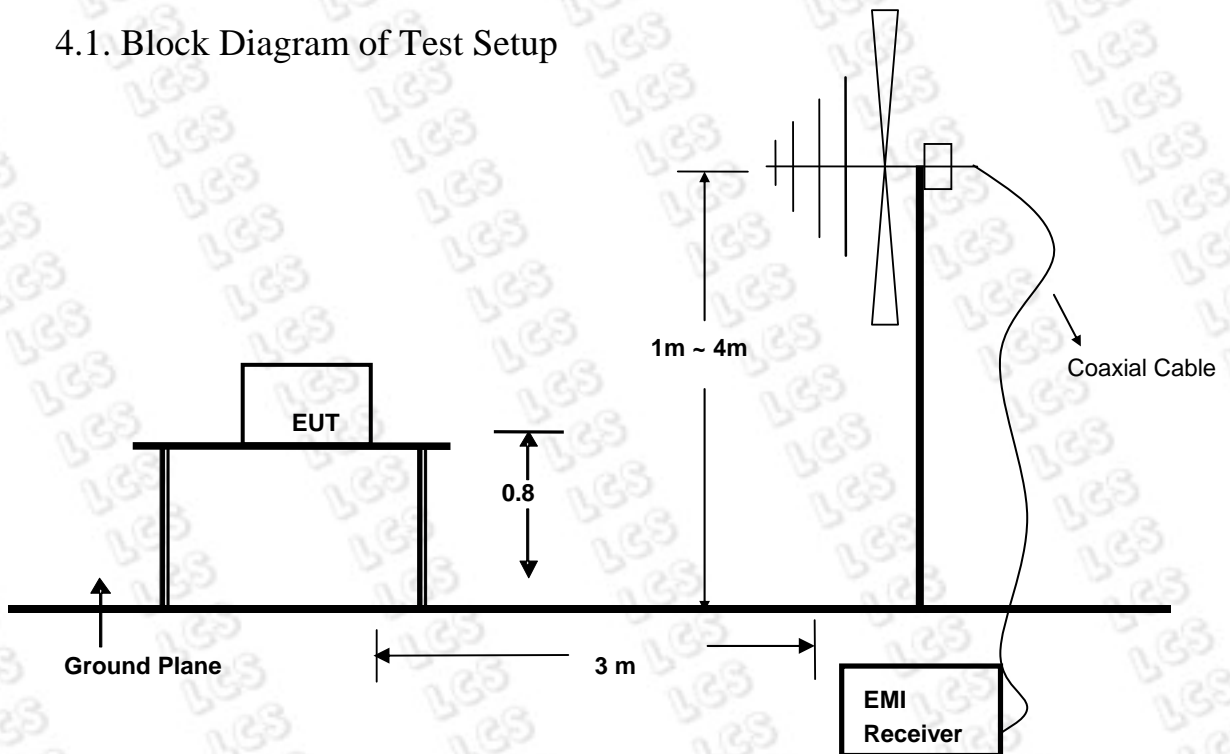 4.1. Block Diagram of Test Setup
1m ~ 4m
Coaxial Cable
EUT
0.8
Ground Plane
3 m
EMI
Receiver
LCS